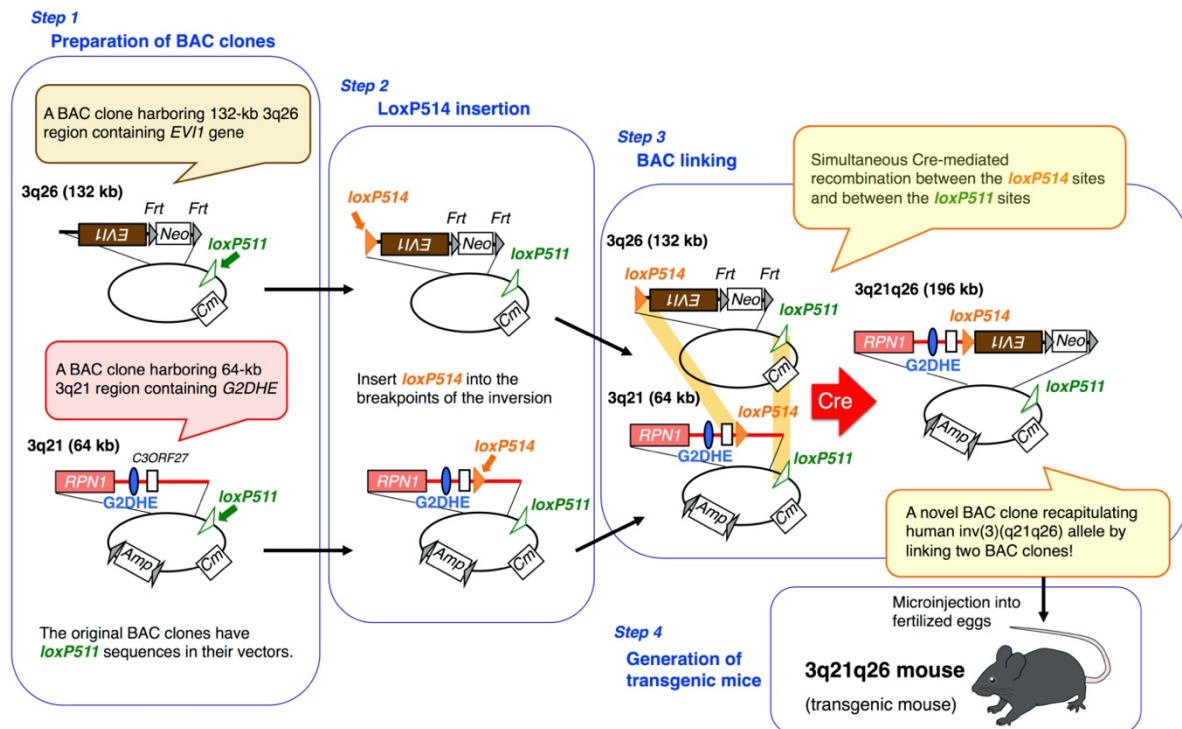 Step 1
Preparation of BAC clones
A BAC clone harboring 132-kb 3q26
region containing EVI1 gene
3q26 (132 kb)
Frt Frt
EVI1 Neo
loxP511
Cm
A BAC clone harboring 64-kb
3q21 region containing G2DHE
3q21 (64 kb)
C3ORF27
RPN1
G2DHE
loxP511
Amp Cm
The original BAC clones have
loxP511 sequences in their vectors.
Step 2
LoxP514 insertion
loxP514
Frt Frt
EVI1 Neo
loxP511
Cm
Insert loxP514 into the
breakpoints of the inversion
loxP514
RPN1
G2DHE
loxP511
Amp Cm
Step 3
BAC linking
Simultaneous Cre-mediated
recombination between the loxP514 sites
and between the loxP511 sites
3q26 (132 kb)
loxP514 Frt Frt
EVI1 Neo
loxP511
Cm
3q21 (64 kb)
loxP514
RPN1
G2DHE
loxP511
Amp Cm
Cre
3q21q26 (196 kb)
loxP514
RPN1 EVI1 Neo
G2DHE
loxP511
Amp Cm
A novel BAC clone recapitulating
human inv(3)(q21q26) allele by
linking two BAC clones!
Step 4
Generation of
transgenic mice
Microinjection into
fertilized eggs
3q21q26 mouse
(transgenic mouse)